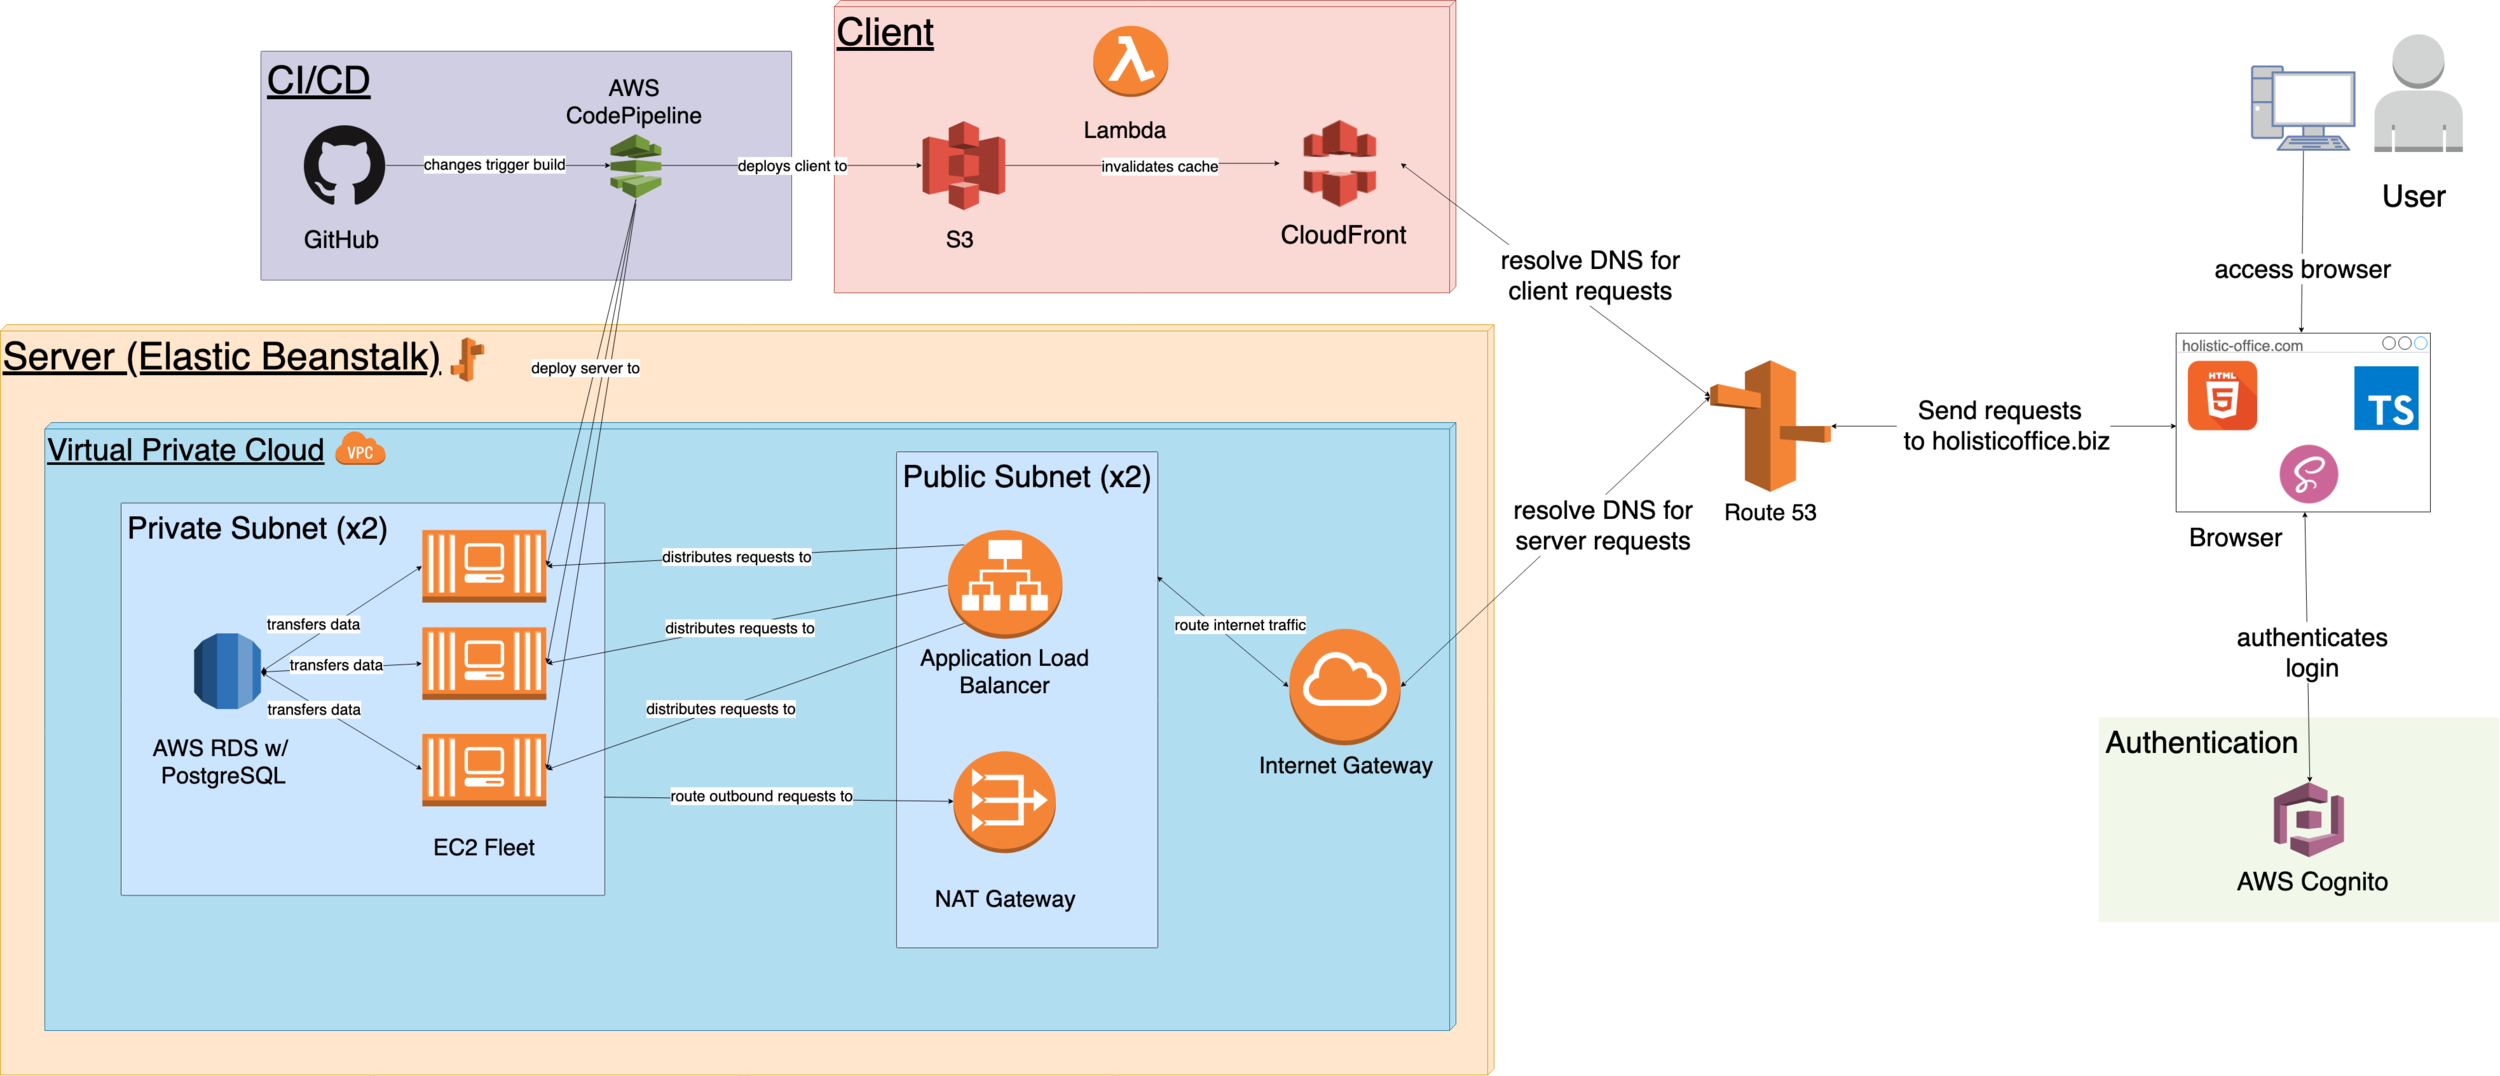 CI/CD
AWS
CodePipeline
changes trigger build
GitHub
deploys client to
Client
Lambda
S3
invalidates cache
CloudFront
User
access browser
resolve DNS for
client requests
holistic-office.com
HTML
5
TS
Browser
Send requests
to holisticoffice.biz
Route 53
resolve DNS for
server requests
authenticates
login
Authentication
AWS Cognito
Server (Elastic Beanstalk)
deploy server to
Virtual Private Cloud
VPC
Private Subnet (x2)
transfers data
transfers data
transfers data
AWS RDS w/
PostgreSQL
EC2 Fleet
distributes requests to
distributes requests to
distributes requests to
route outbound requests to
Public Subnet (x2)
Application Load
Balancer
NAT Gateway
route internet traffic
Internet Gateway